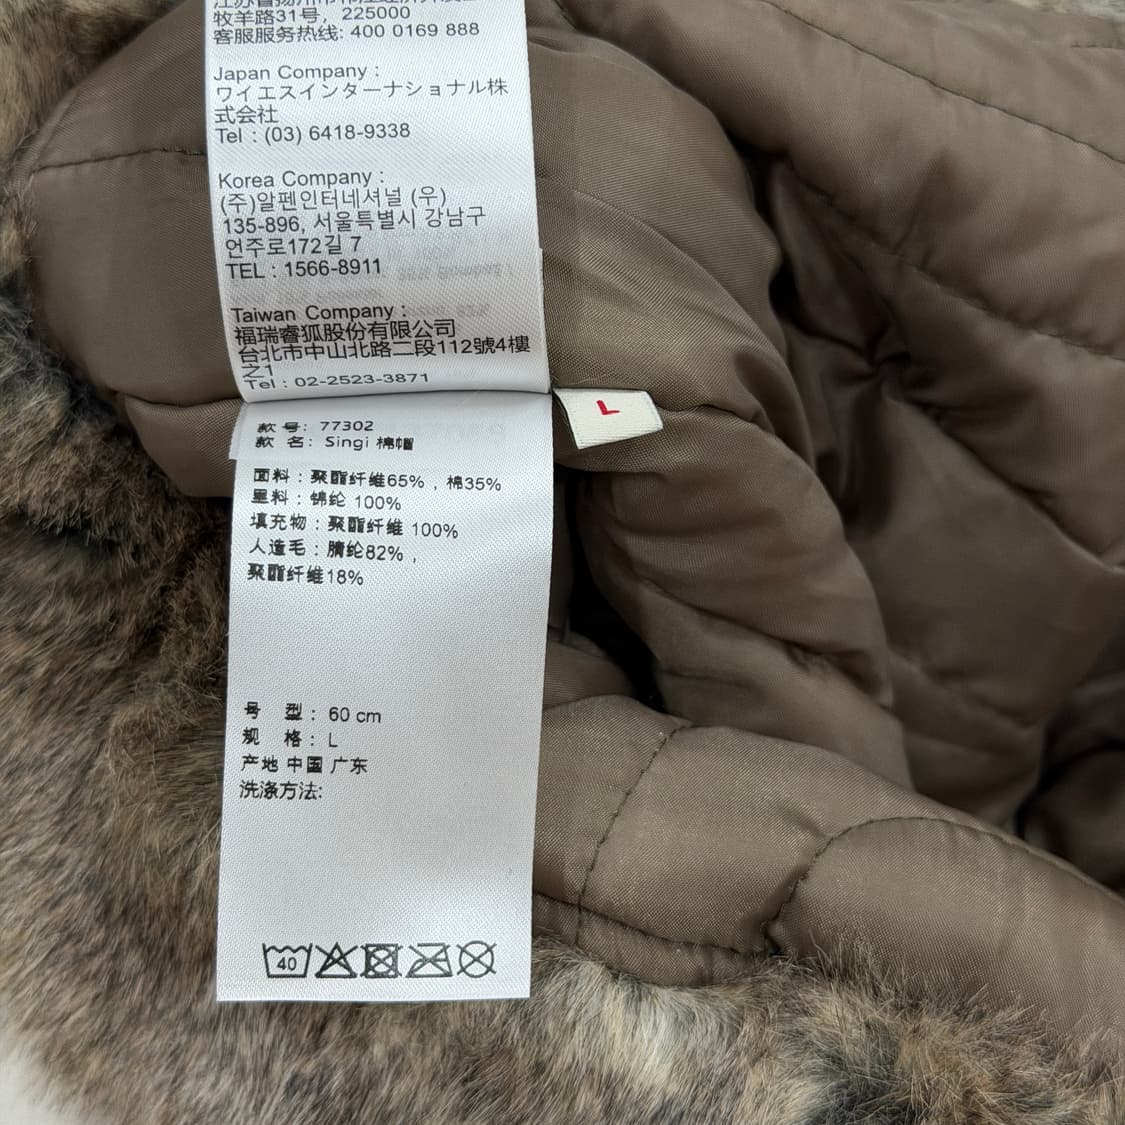 牧羊路31号，225000
客服服务热线: 400 0169 888
Japan Company :
ワイエスインターナショナル株
式会社
Tel : (03) 6418-9338
Korea Company :
(주)알펜인터네셔널 (우)
135-896, 서울특별시 강남구
언주로172길 7
TEL : 1566-8911
Taiwan Company :
福瑞睿狐股份有限公司
台北市中山北路二段112號4樓
之1
Tel : 02-2523-3871
L
款 号: 77302
款 名: Singi 棉帽
面料 : 聚酯纤维65% , 棉35%
里料 : 锦纶 100%
填充物 : 聚酯纤维 100%
人造毛 : 腈纶82% ,
聚酯纤维18%
号 型 : 60 cm
规 格 : L
产地 中国 广东
洗涤方法:
40